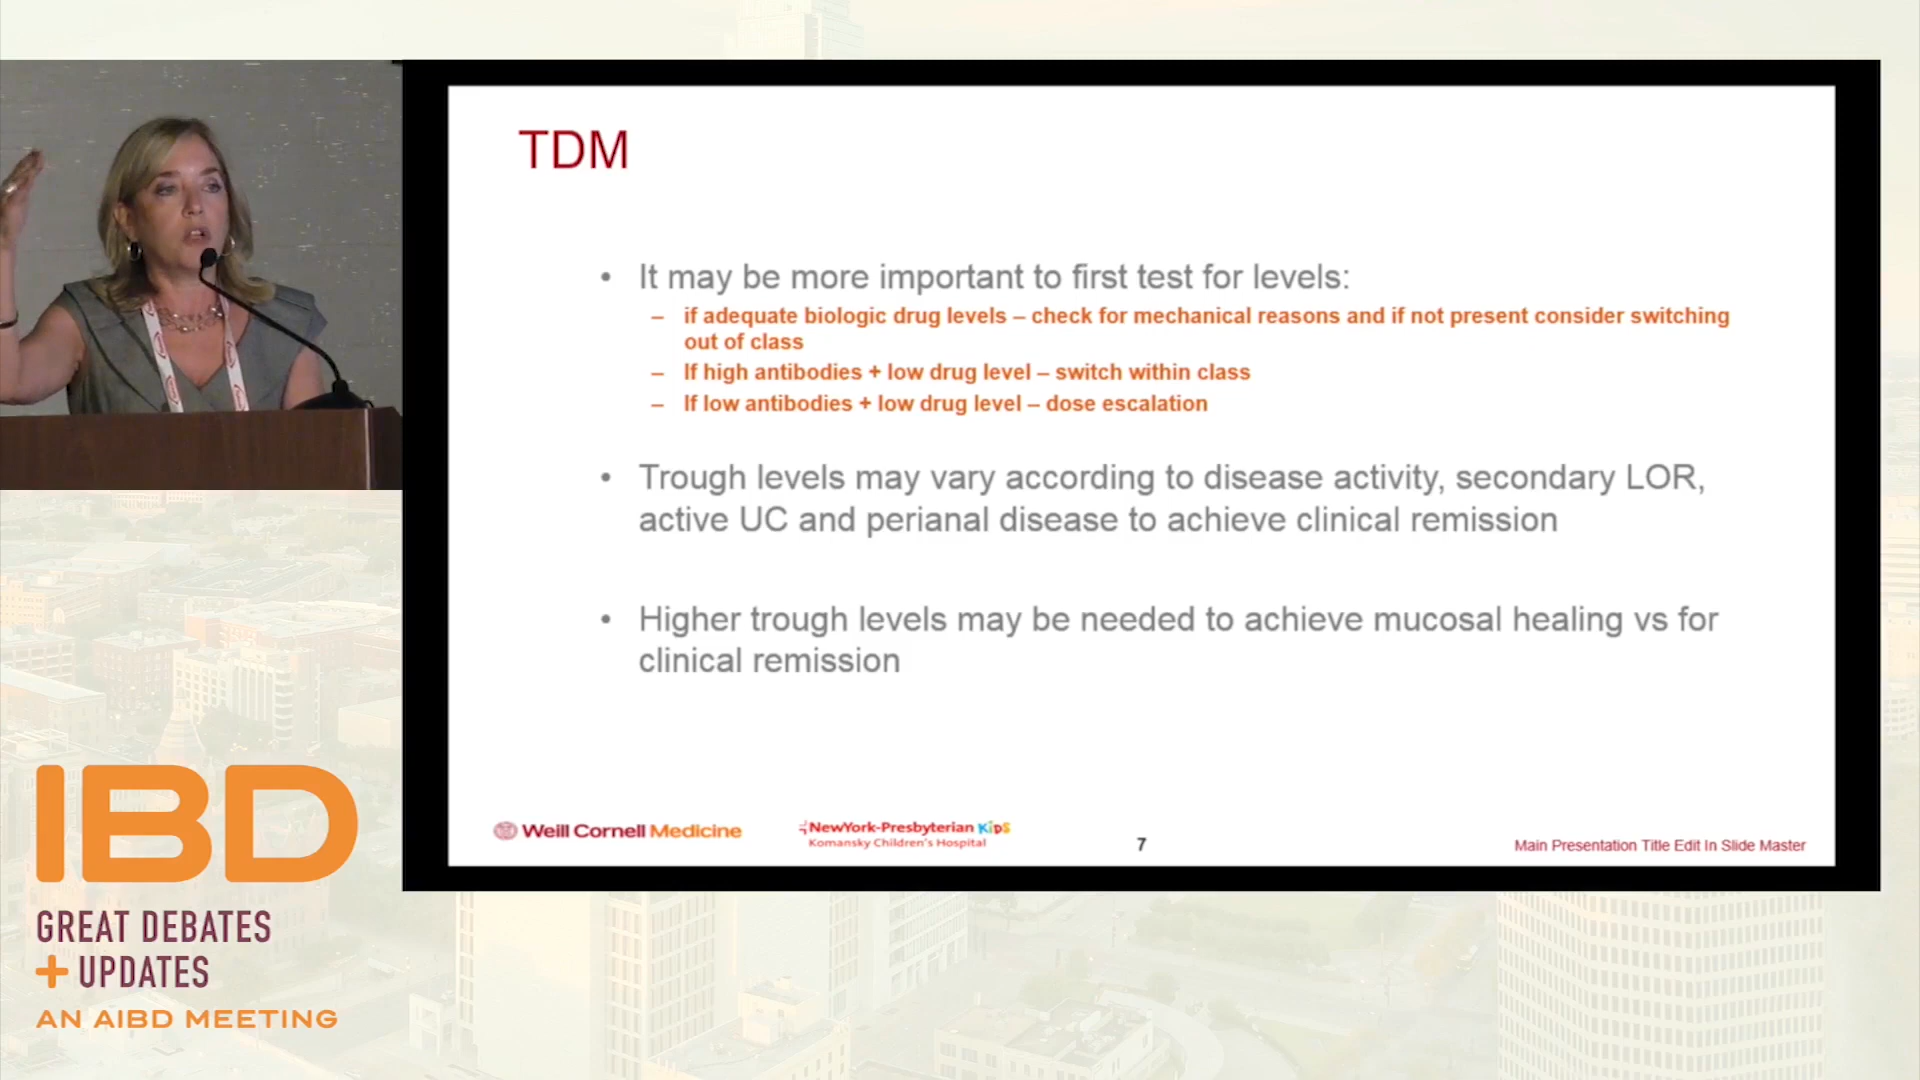 TDM
• It may be more important to first test for levels:
– if adequate biologic drug levels – check for mechanical reasons and if not present consider switching
out of class
– If high antibodies + low drug level – switch within class
– If low antibodies + low drug level – dose escalation
• Trough levels may vary according to disease activity, secondary LOR,
active UC and perianal disease to achieve clinical remission
• Higher trough levels may be needed to achieve mucosal healing vs for
clinical remission
Weill Cornell Medicine
NewYork-Presbyterian KiDS
Komansky Children's Hospital
7
Main Presentation Title Edit In Slide Master
IBD
GREAT DEBATES
+ UPDATES
AN AIBD MEETING